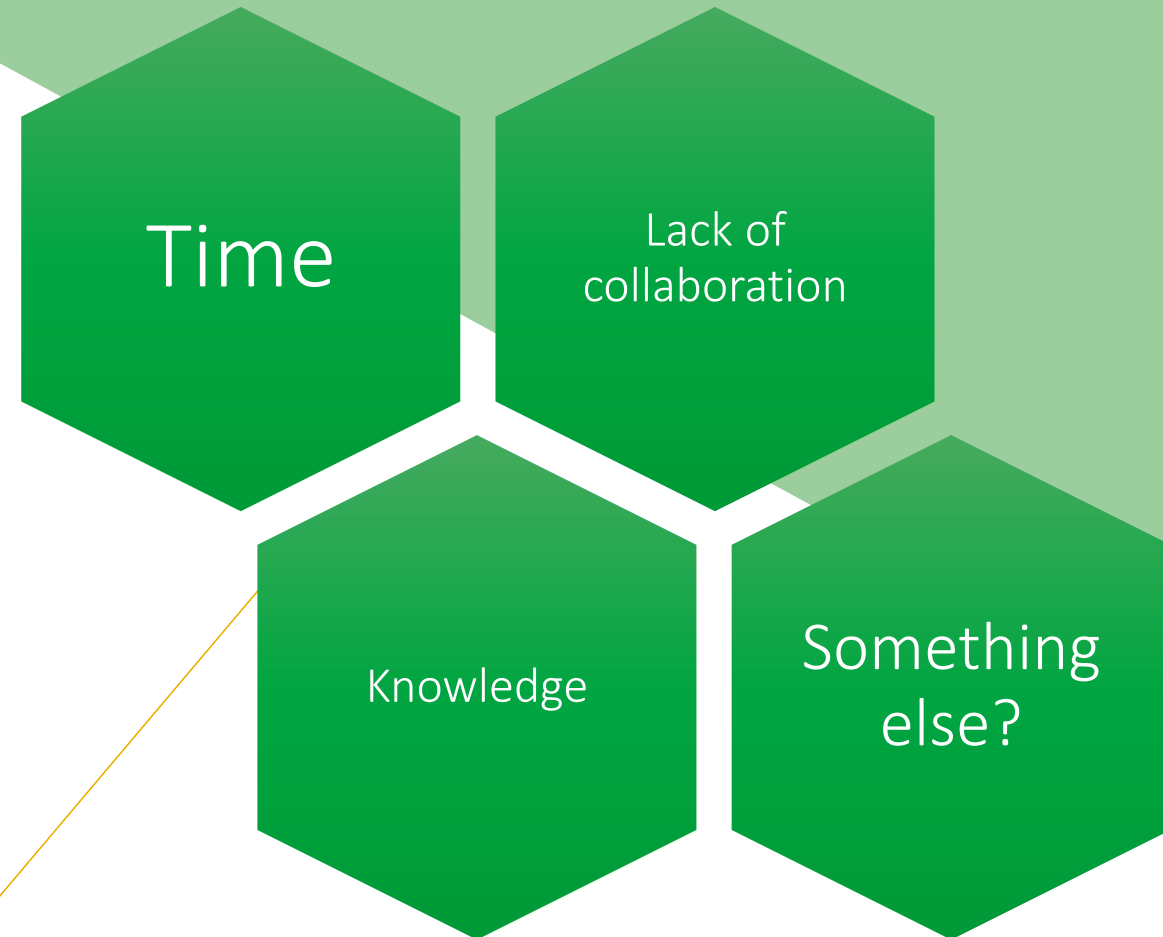 Time
Lack of
collaboration
Knowledge
Something
else?